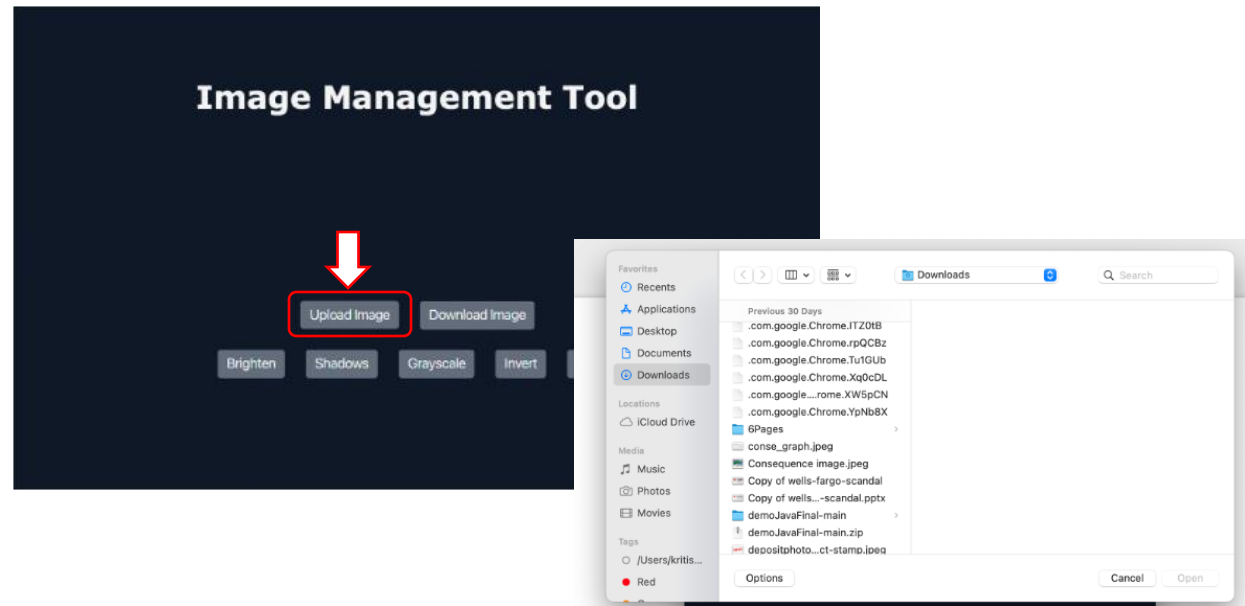 Image Management Tool
Upload Image
Download Image
Brighten
Shadows
Grayscale
Invert
Favorites
Recents
Applications
Desktop
Documents
Downloads
Locations
iCloud Drive
Media
Music
Photos
Movies
Tags
/Users/kritis...
Red
Downloads
Search
Previous 30 Days
.com.google.Chrome.ITZ0tB
.com.google.Chrome.rpQCBz
.com.google.Chrome.Tu1GUb
.com.google.Chrome.Xq0cDL
.com.google....rome.XW5pCN
.com.google.Chrome.YpNb8X
6Pages
conse_graph.jpeg
Consequence image.jpeg
Copy of wells-fargo-scandal
Copy of wells...-scandal.pptx
demoJavaFinal-main
demoJavaFinal-main.zip
depositphoto...ct-stamp.jpeg
Options
Cancel
Open